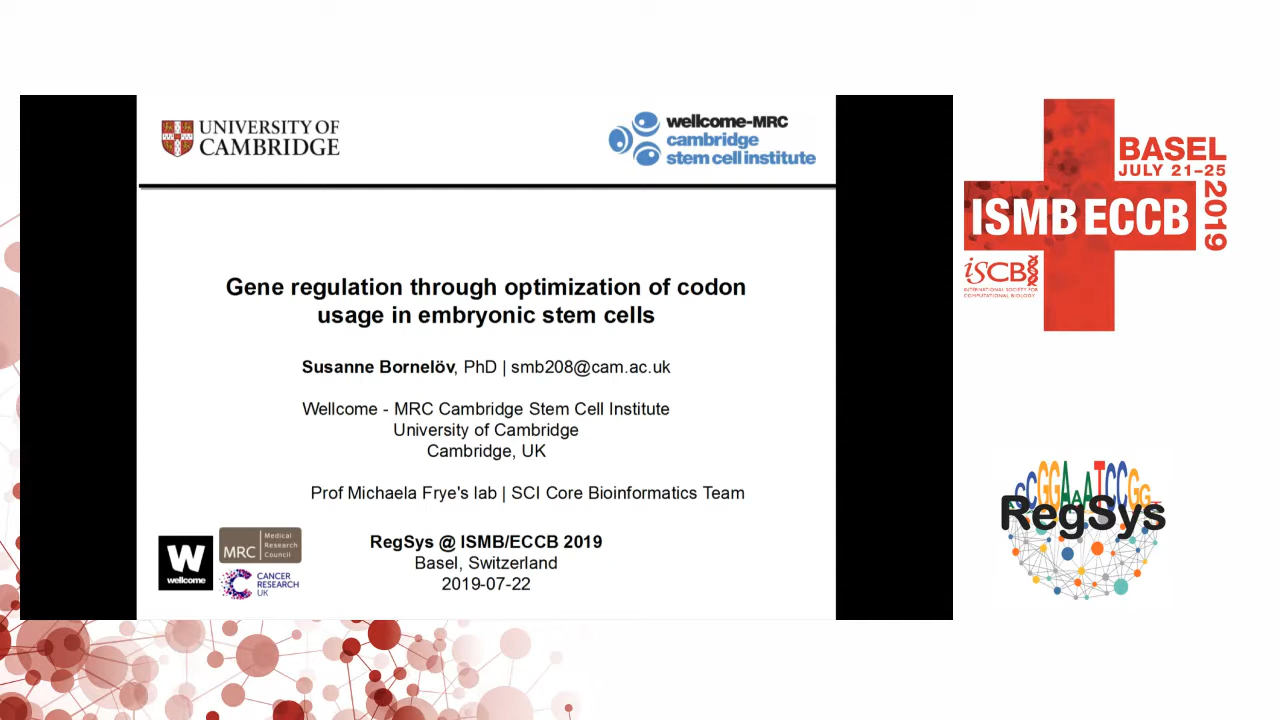 UNIVERSITY OF
CAMBRIDGE
wellcome-MRC
cambridge
stem cell institute
Gene regulation through optimization of codon
usage in embryonic stem cells
Susanne Bornelöv, PhD | smb208@cam.ac.uk
Wellcome - MRC Cambridge Stem Cell Institute
University of Cambridge
Cambridge, UK
Prof Michaela Frye's lab | SCI Core Bioinformatics Team
RegSys @ ISMB/ECCB 2019
Basel, Switzerland
2019-07-22
W
wellcome
MRC
Medical
Research
Council
CANCER
RESEARCH
UK
BASEL
JULY 21–25
2019
ISMB ECCB
ISCB
INTERNATIONAL SOCIETY FOR
COMPUTATIONAL BIOLOGY
CGGAAATCCG
RegSys